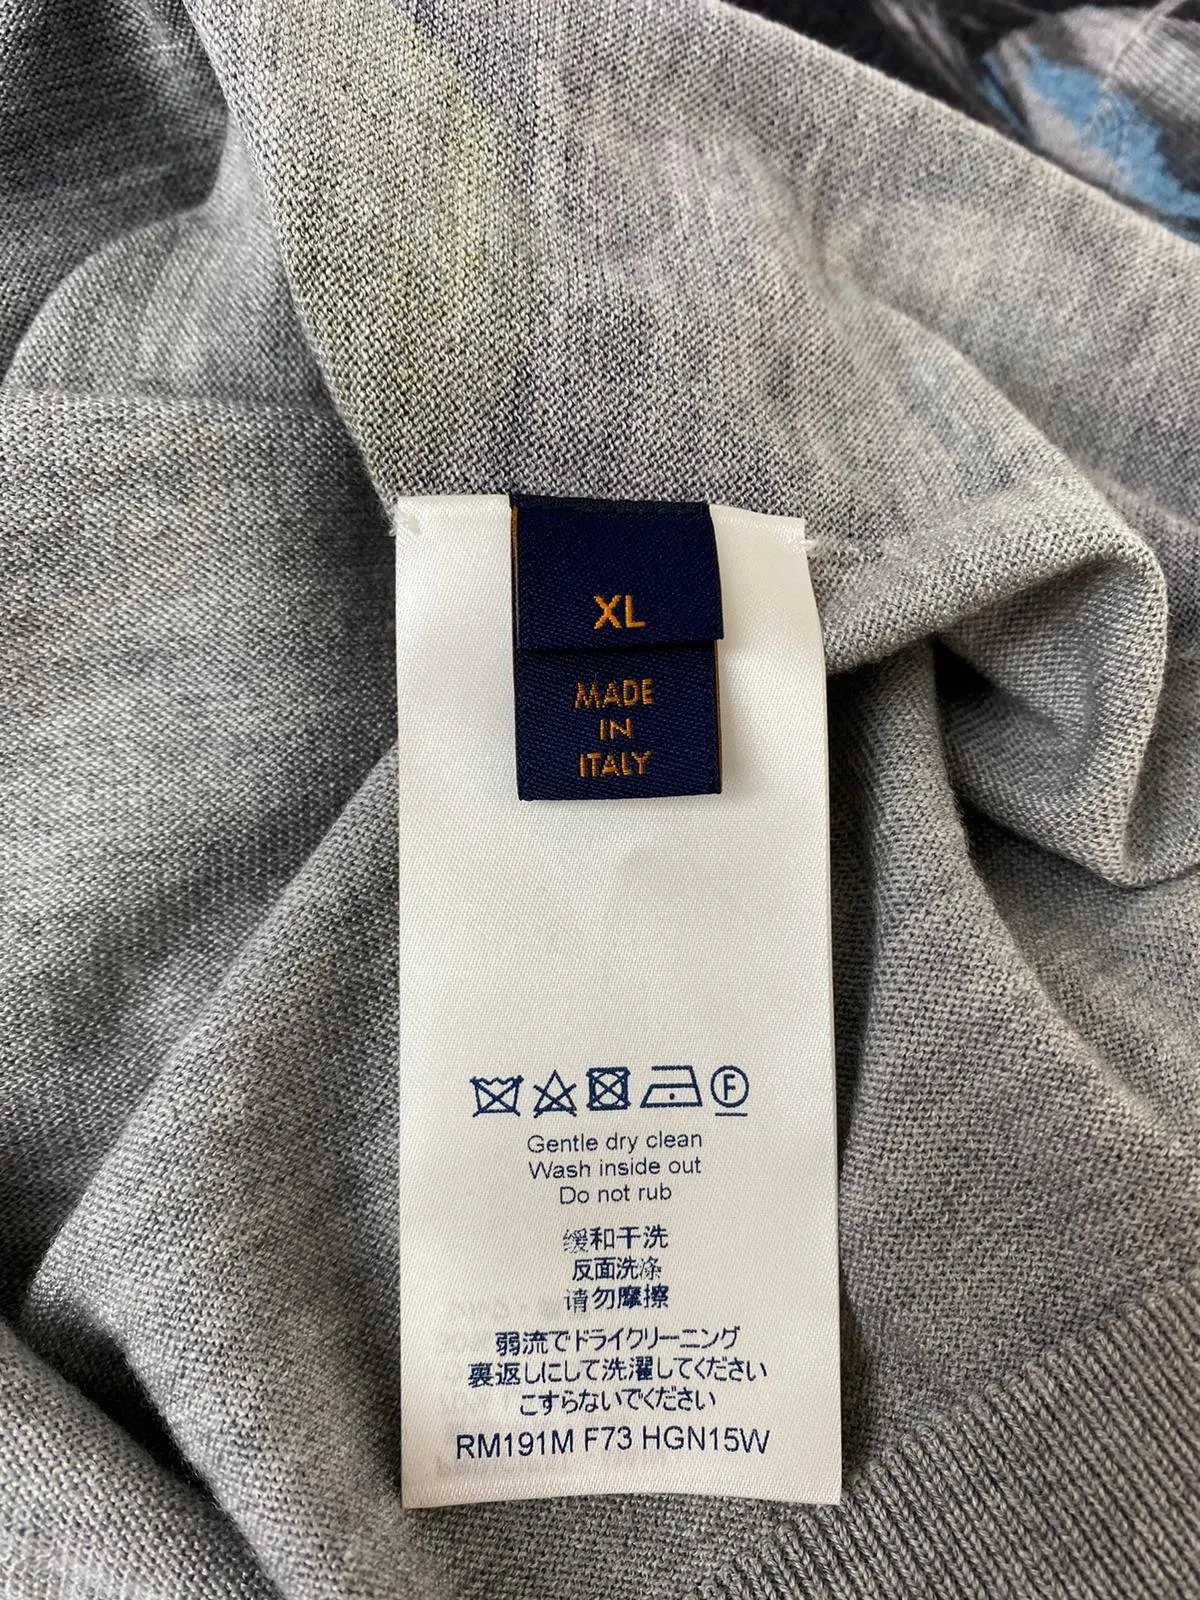 XL
MADE
IN
ITALY
F
Gentle dry clean
Wash inside out
Do not rub
缓和干洗
反面洗涤
请勿摩擦
弱流でドライクリーニング
裏返しにして洗濯してください
こすらないでください
RM191M F73 HGN15W